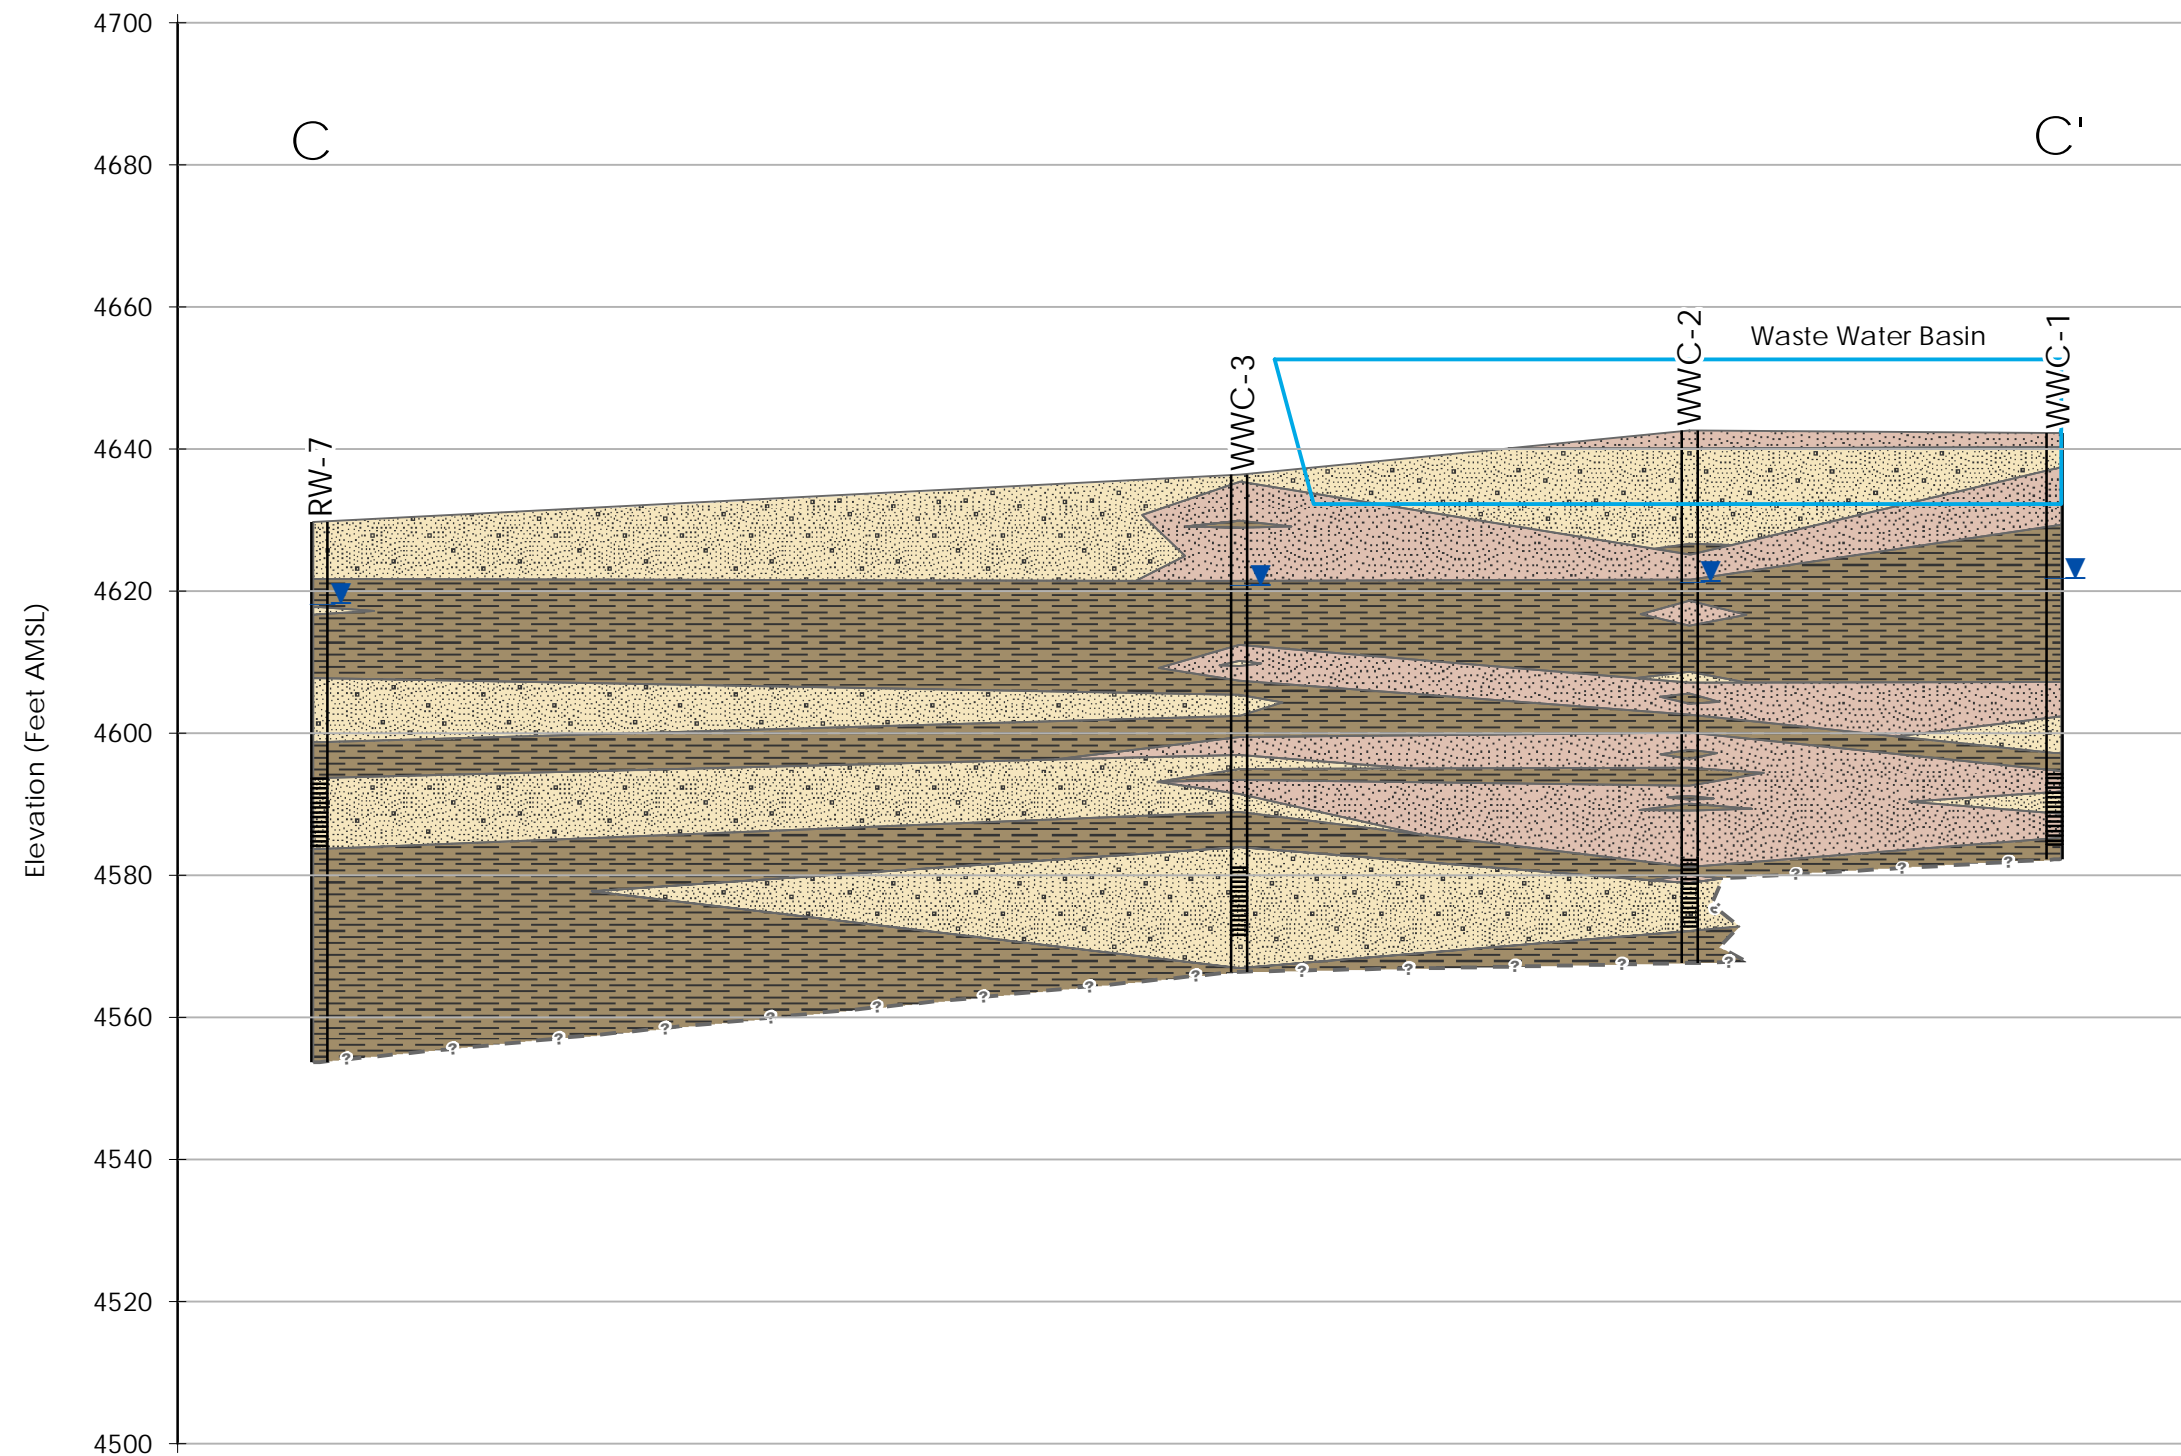 4700
C
C'
4680
4660
Waste Water Basin
WWC-2
WWC-1
WWC-3
4640
RW-7
4620
4600
Elevation (Feet AMSL)
4580
? ? ?
?
? ? ? ? ? ?
? ? ? ? ? ? ? ? ?
4560
4540
4520
4500